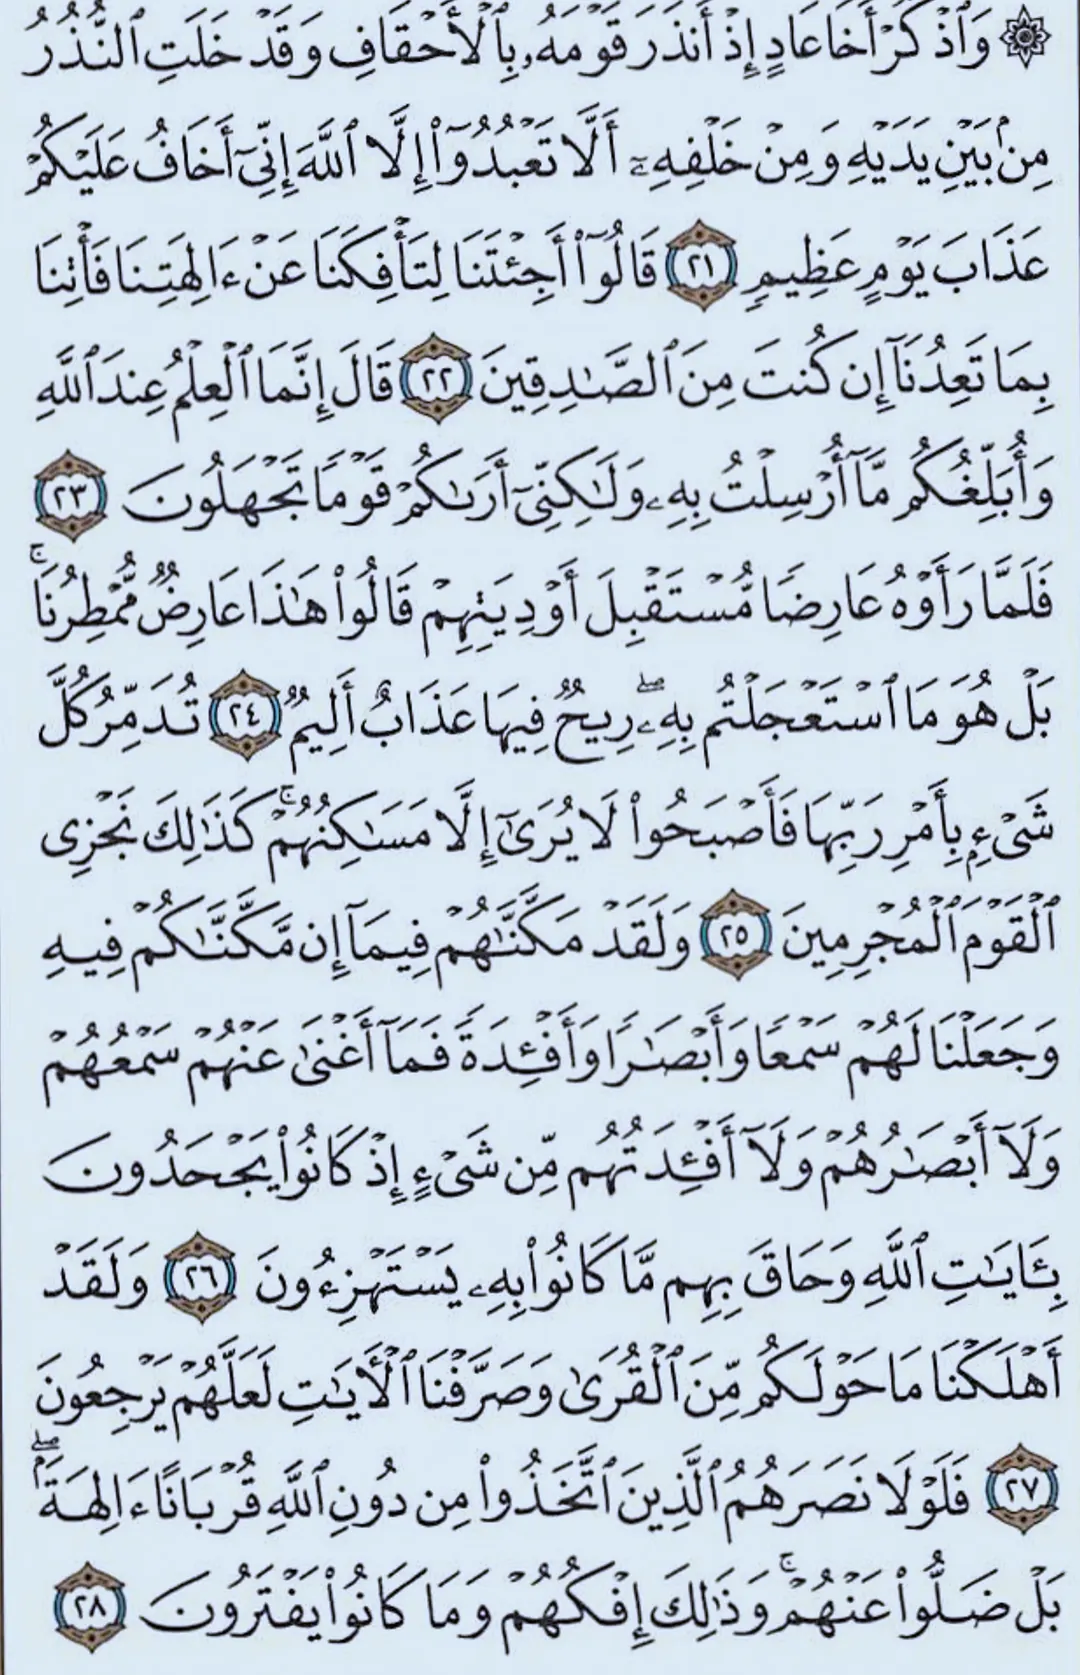 ۞ وَٱذْكُرْ أَخَا عَادٍ إِذْ أَنذَرَ قَوْمَهُۥ بِٱلْأَحْقَافِ وَقَدْ خَلَتِ ٱلنُّذُرُ
مِنۢ بَيْنِ يَدَيْهِ وَمِنْ خَلْفِهِۦٓ أَلَّا تَعْبُدُوٓا۟ إِلَّا ٱللَّهَ إِنِّىٓ أَخَافُ عَلَيْكُمْ
عَذَابَ يَوْمٍ عَظِيمٍ ٢١ قَالُوٓا۟ أَجِئْتَنَا لِتَأْفِكَنَا عَنْ ءَالِهَتِنَا فَأْتِنَا
بِمَا تَعِدُنَآ إِن كُنتَ مِنَ ٱلصَّـٰدِقِينَ ٢٢ قَالَ إِنَّمَا ٱلْعِلْمُ عِندَ ٱللَّهِ
وَأُبَلِّغُكُم مَّآ أُرْسِلْتُ بِهِۦ وَلَـٰكِنِّىٓ أَرَىٰكُمْ قَوْمًا تَجْهَلُونَ ٢٣
فَلَمَّا رَأَوْهُ عَارِضًا مُّسْتَقْبِلَ أَوْدِيَتِهِمْ قَالُوا۟ هَـٰذَا عَارِضٌ مُّمْطِرُنَا ۚ
بَلْ هُوَ مَا ٱسْتَعْجَلْتُم بِهِۦ ۖ رِيحٌ فِيهَا عَذَابٌ أَلِيمٌ ٢٤ تُدَمِّرُ كُلَّ
شَىْءٍۭ بِأَمْرِ رَبِّهَا فَأَصْبَحُوا۟ لَا يُرَىٰٓ إِلَّا مَسَـٰكِنُهُمْ ۚ كَذَٰلِكَ نَجْزِى
ٱلْقَوْمَ ٱلْمُجْرِمِينَ ٢٥ وَلَقَدْ مَكَّنَّـٰهُمْ فِيمَآ إِن مَّكَّنَّـٰكُمْ فِيهِ
وَجَعَلْنَا لَهُمْ سَمْعًا وَأَبْصَـٰرًا وَأَفْـِٔدَةً فَمَآ أَغْنَىٰ عَنْهُمْ سَمْعُهُمْ
وَلَآ أَبْصَـٰرُهُمْ وَلَآ أَفْـِٔدَتُهُم مِّن شَىْءٍ إِذْ كَانُوا۟ يَجْحَدُونَ
بِـَٔايَـٰتِ ٱللَّهِ وَحَاقَ بِهِم مَّا كَانُوا۟ بِهِۦ يَسْتَهْزِءُونَ ٢٦ وَلَقَدْ
أَهْلَكْنَا مَا حَوْلَكُم مِّنَ ٱلْقُرَىٰ وَصَرَّفْنَا ٱلْـَٔايَـٰتِ لَعَلَّهُمْ يَرْجِعُونَ
٢٧ فَلَوْلَا نَصَرَهُمُ ٱلَّذِينَ ٱتَّخَذُوا۟ مِن دُونِ ٱللَّهِ قُرْبَانًا ءَالِهَةًۢ ۖ
بَلْ ضَلُّوا۟ عَنْهُمْ ۚ وَذَٰلِكَ إِفْكُهُمْ وَمَا كَانُوا۟ يَفْتَرُونَ ٢٨